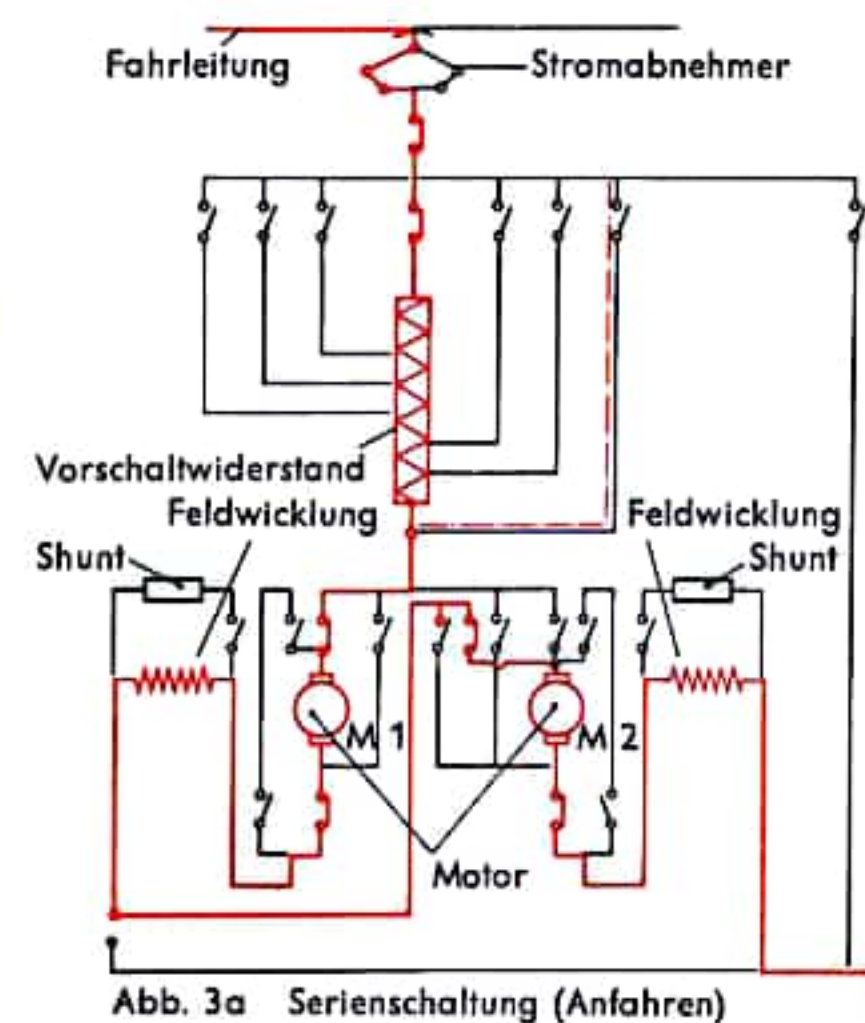 Fahrleitung
Stromabnehmer
Vorschaltwiderstand
Feldwicklung
Feldwicklung
Shunt
Shunt
M 1
M 2
Motor
Abb. 3a Serienschaltung (Anfahren)